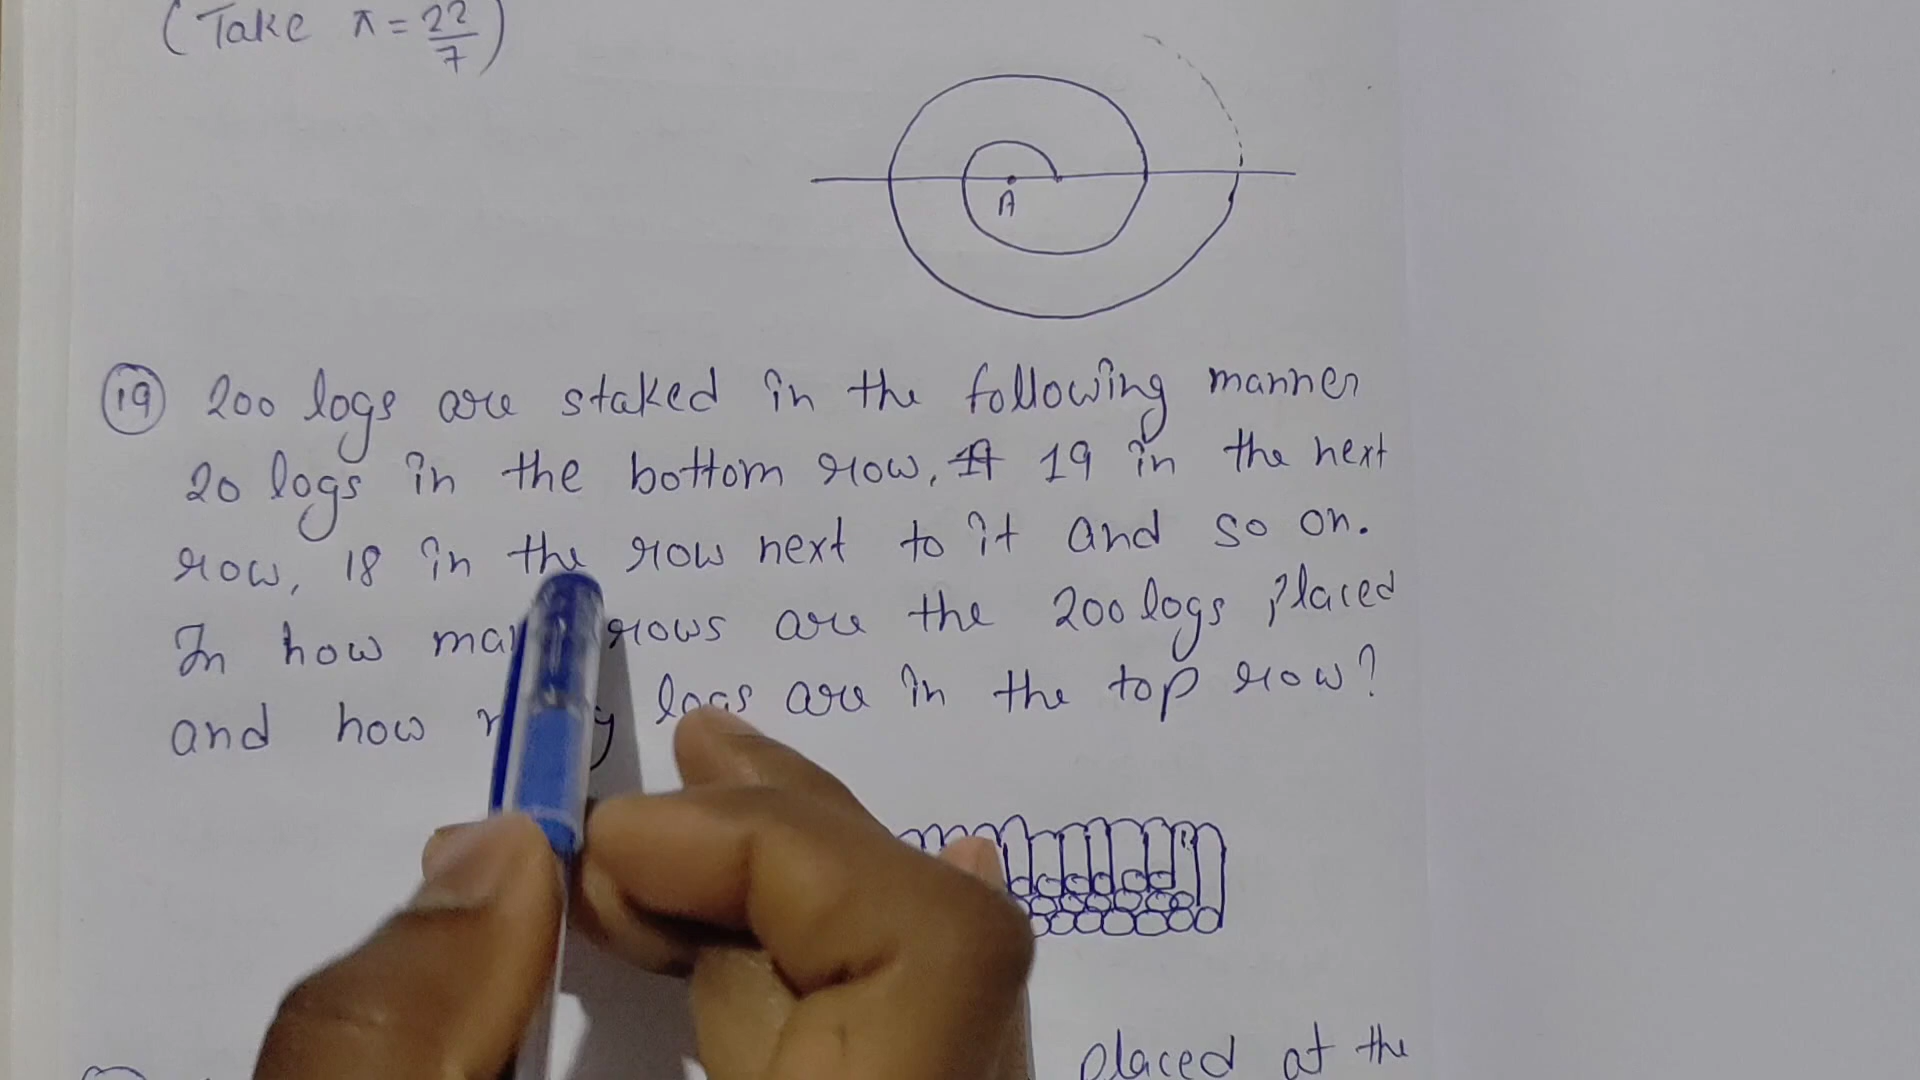 (Take π = 22/7)
A
19 200 logs are staked in the following manner
20 logs in the bottom row, 19 in the next
row, 18 in the row next to it and so on.
In how rows are the 200 logs placed
and how logs are in the top row?
placed at the